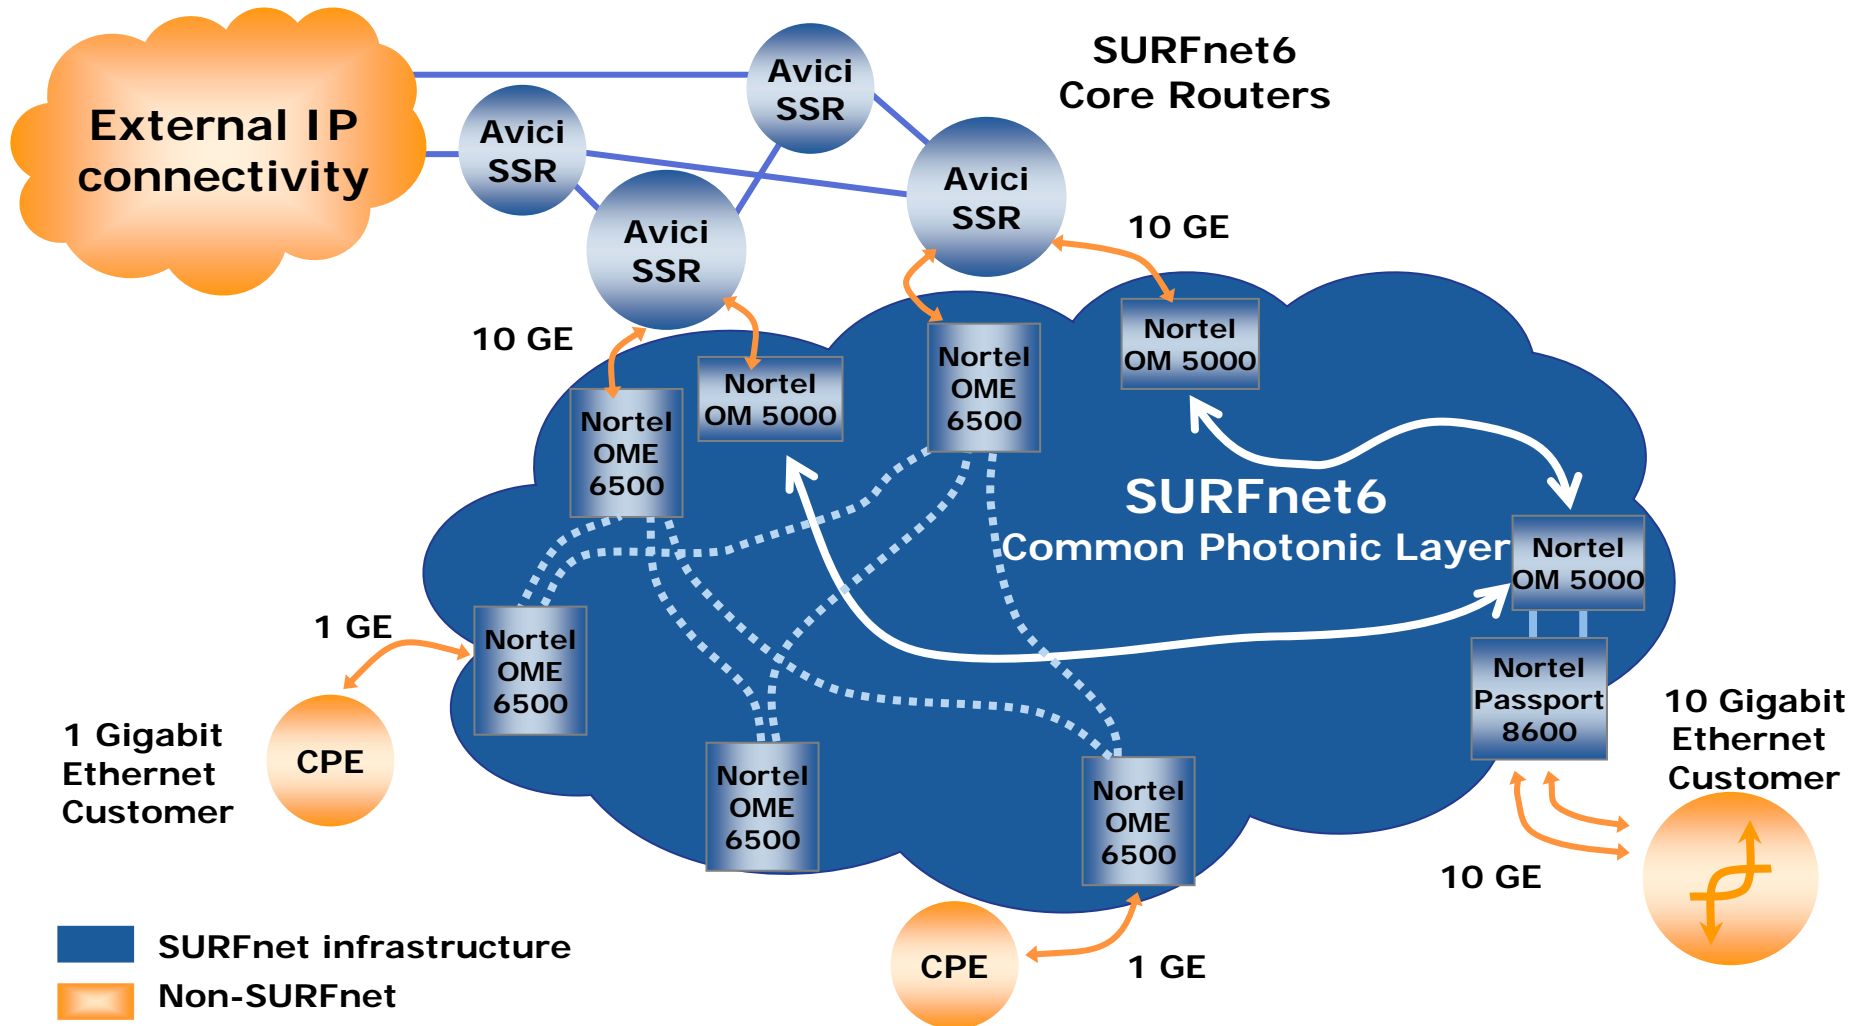 External IP
connectivity
Avici
SSR
Avici
SSR
Avici
SSR
Avici
SSR
SURFnet6
Core Routers
10 GE
10 GE
Nortel
OME
6500
Nortel
OM 5000
Nortel
OME
6500
Nortel
OM 5000
SURFnet6
Common Photonic Layer
Nortel
OM 5000
Nortel
Passport
8600
1 GE
Nortel
OME
6500
1 Gigabit
Ethernet
Customer
CPE
Nortel
OME
6500
Nortel
OME
6500
10 Gigabit
Ethernet
Customer
10 GE
CPE
1 GE
SURFnet infrastructure
Non-SURFnet